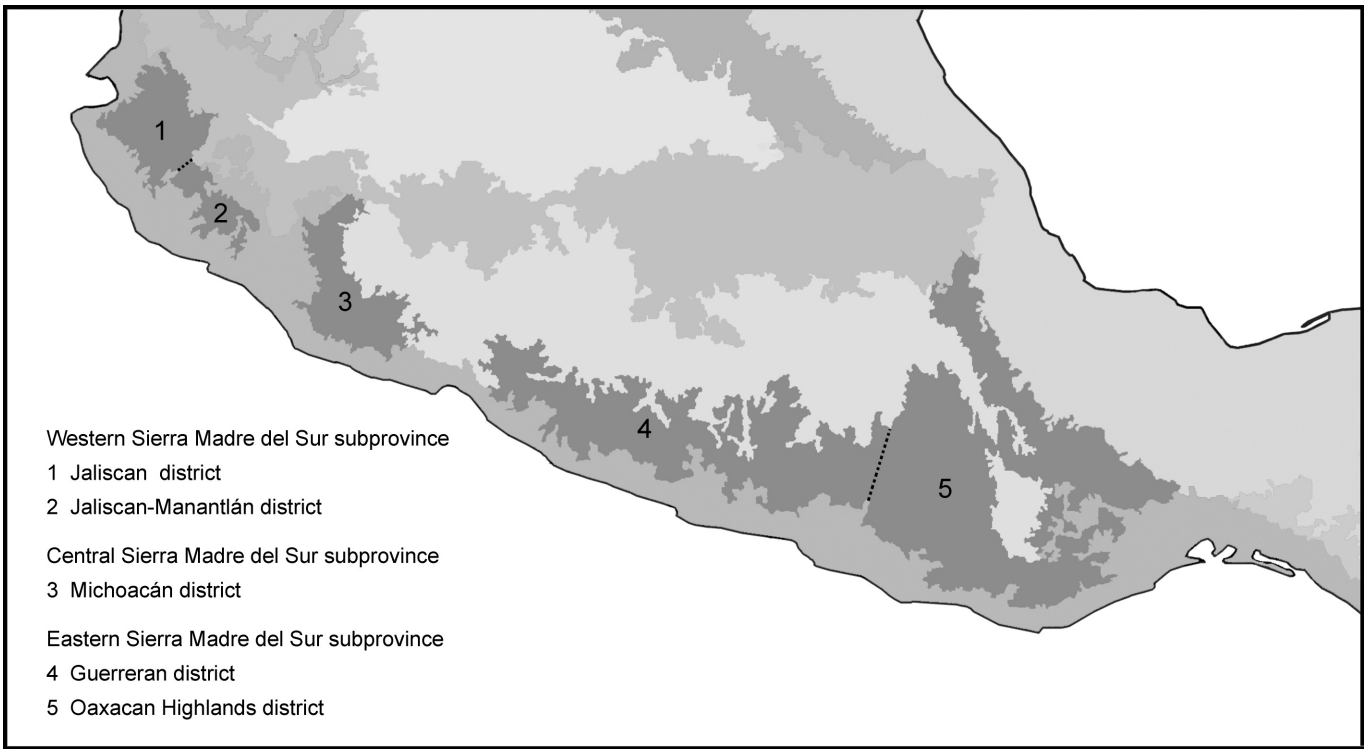 1
2
3
4
5
Western Sierra Madre del Sur subprovince
1 Jaliscan district
2 Jaliscan-Manantlán district
Central Sierra Madre del Sur subprovince
3 Michoacán district
Eastern Sierra Madre del Sur subprovince
4 Guerreran district
5 Oaxacan Highlands district